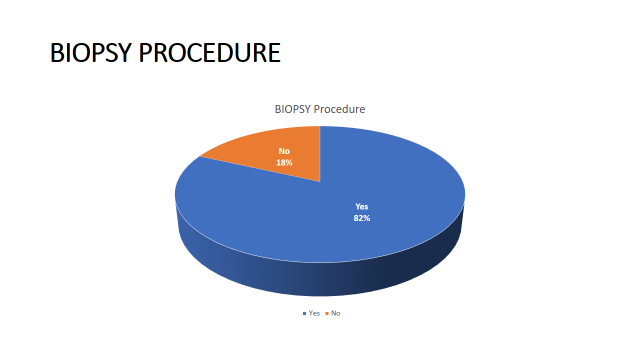 BIOPSY PROCEDURE
BIOPSY Procedure
No
18%
Yes
82%
Yes No